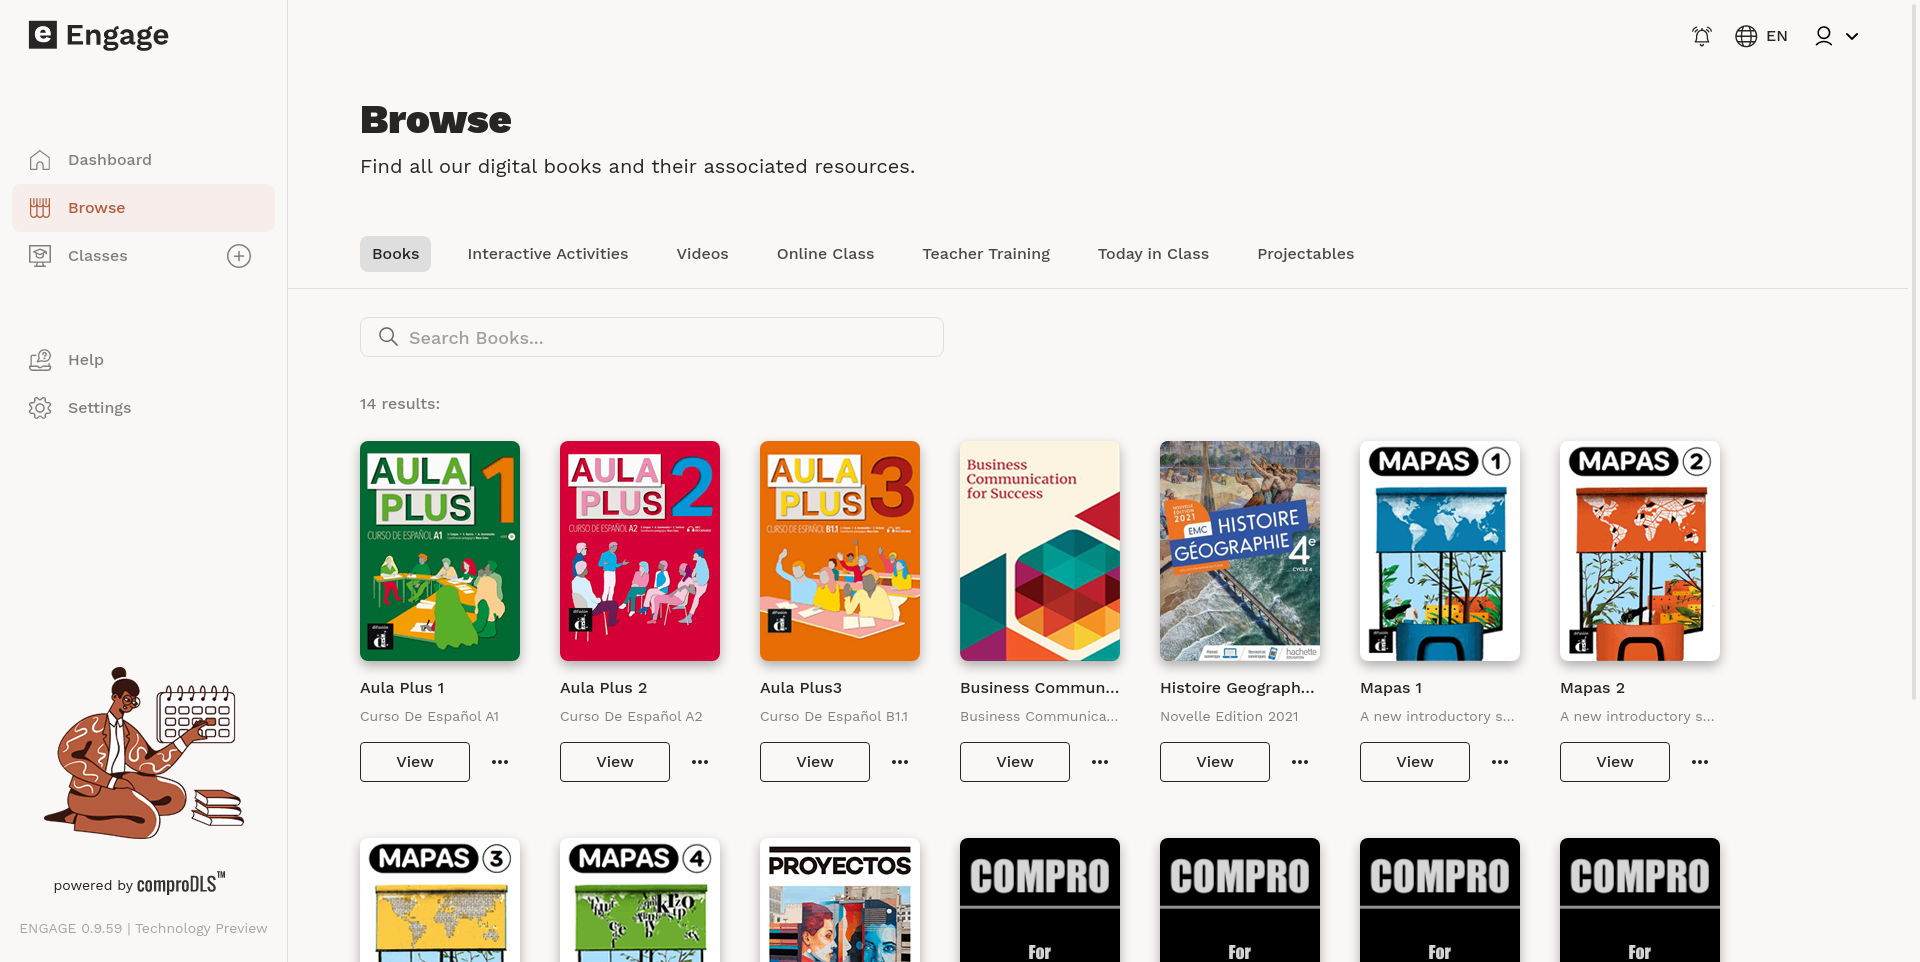 e Engage
EN
Dashboard
Browse
Classes
Help
Settings
powered by comproDLS™
ENGAGE 0.9.59 | Technology Preview
Browse
Find all our digital books and their associated resources.
Books
Interactive Activities
Videos
Online Class
Teacher Training
Today in Class
Projectables
Search Books...
14 results:
AULA
PLUS 1
CURSO DE ESPAÑOL A1
AULA
PLUS 2
CURSO DE ESPAÑOL A2
AULA
PLUS 3
CURSO DE ESPAÑOL B1.1
Business
Communication
for Success
NOUVELLE
EDITION
2021
EMC HISTOIRE
GÉOGRAPHIE 4e
CYCLE 4
hachette
MAPAS 1
MAPAS 2
Aula Plus 1
Curso De Español A1
View
Aula Plus 2
Curso De Español A2
View
Aula Plus3
Curso De Español B1.1
View
Business Commun...
Business Communica...
View
Histoire Geograph...
Novelle Edition 2021
View
Mapas 1
A new introductory s...
View
Mapas 2
A new introductory s...
View
MAPAS 3
MAPAS 4
PROYECTOS
COMPRO
For
COMPRO
For
COMPRO
For
COMPRO
For